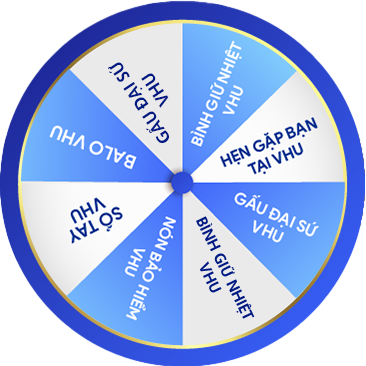 BÌNH GIỮ NHIỆT
VHU
HẸN GẶP BẠN
TẠI VHU
GẤU ĐẠI SỨ
VHU
BÌNH GIỮ NHIỆT
VHU
NÓN BẢO HIỂM
VHU
SỔ TAY
VHU
BALO VHU
GẤU ĐẠI SỨ
VHU